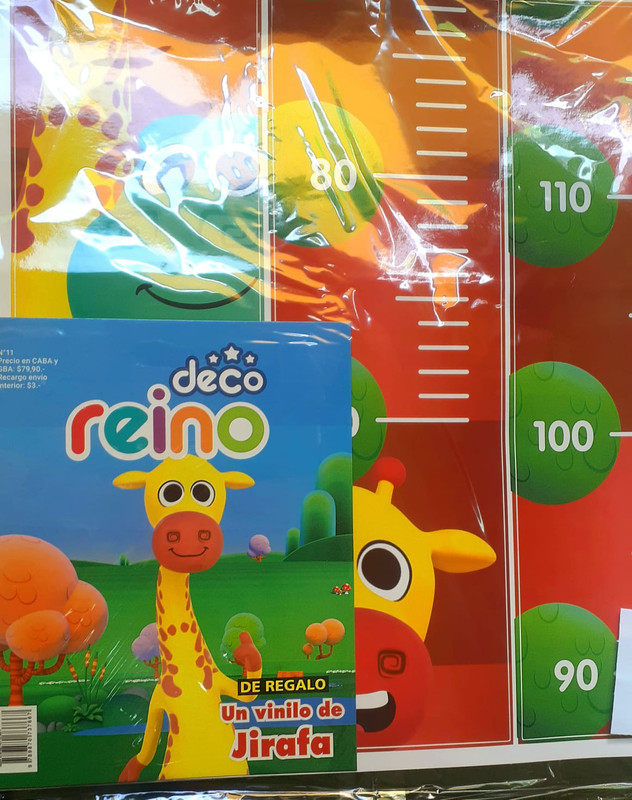 80
110
100
90
0
N°11
Precio en CABA y
GBA: $79,90.-
Recargo envío
interior: $3.-
deco
reino
DE REGALO
Un vinilo de
Jirafa